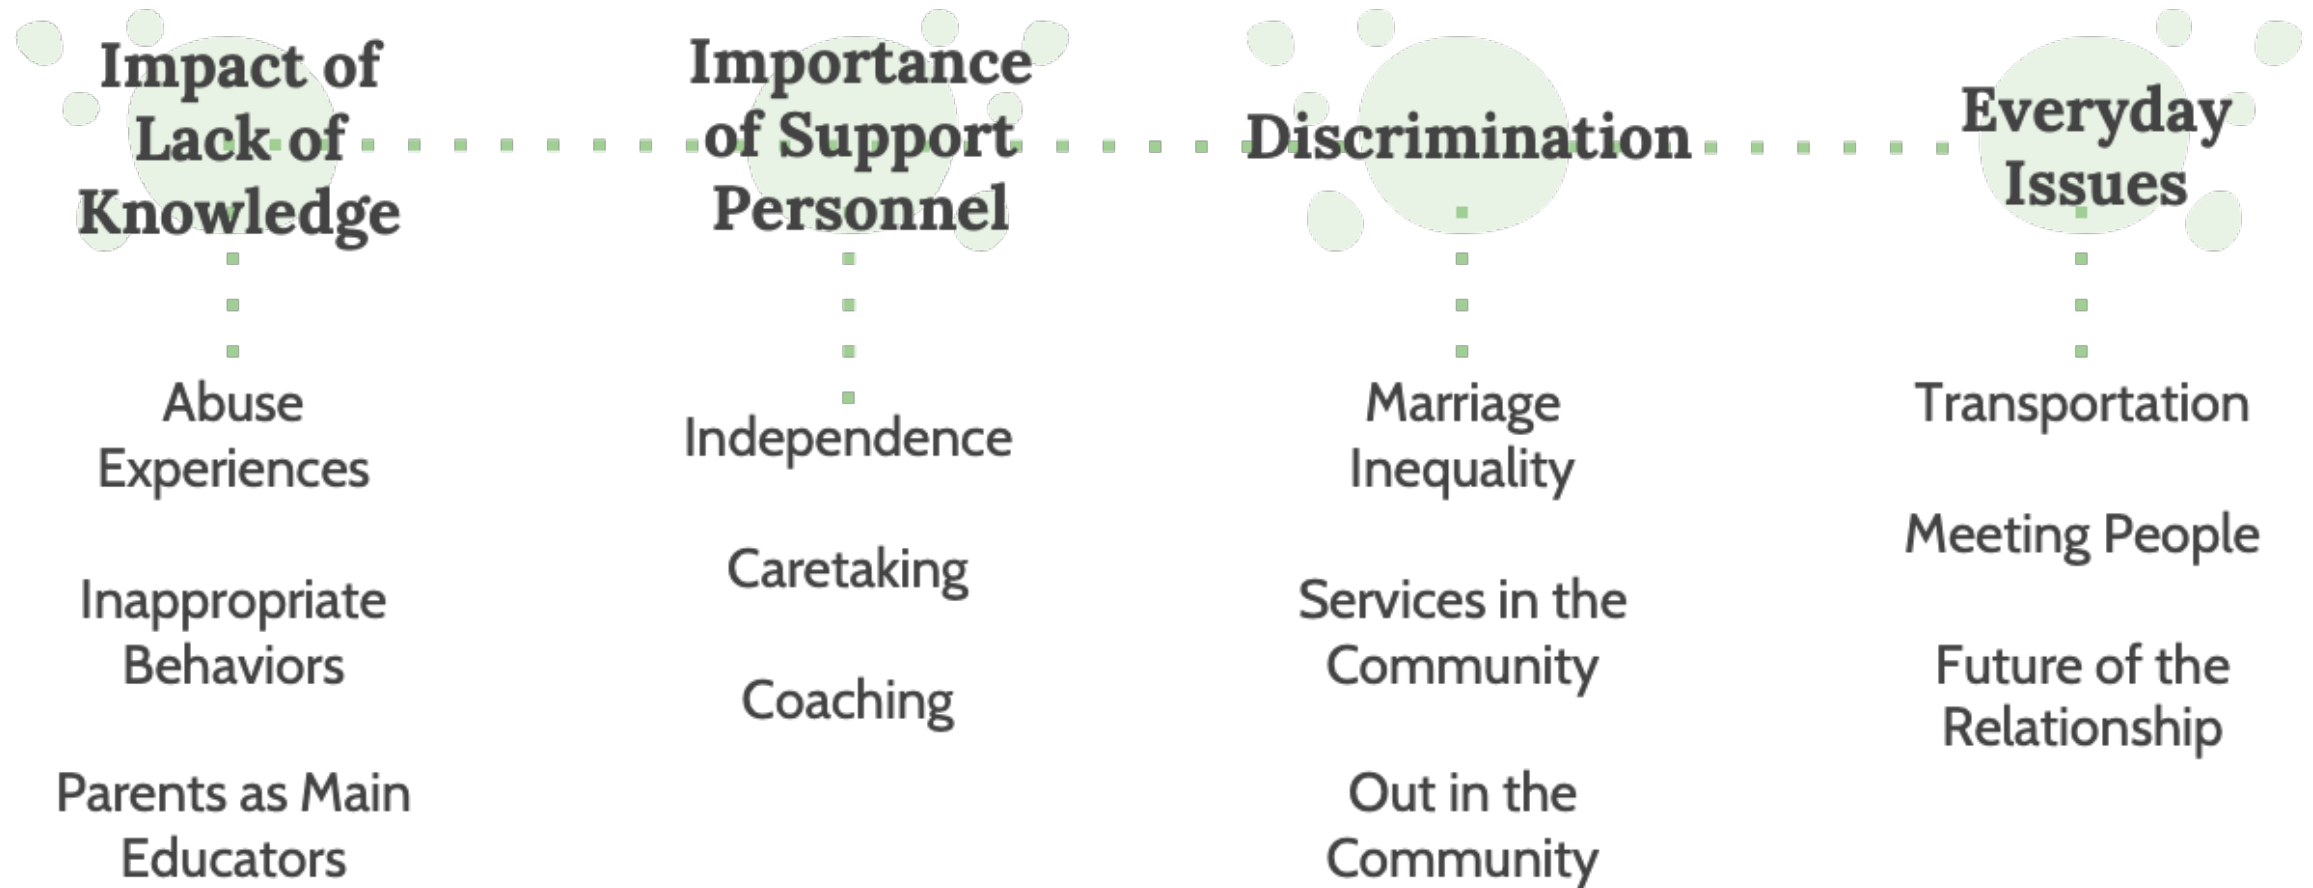 Impact of
Lack of
Knowledge
Abuse
Experiences
Inappropriate
Behaviors
Parents as Main
Educators
Importance
of Support
Personnel
Independence
Caretaking
Coaching
Discrimination
Marriage
Inequality
Services in the
Community
Out in the
Community
Everyday
Issues
Transportation
Meeting People
Future of the
Relationship